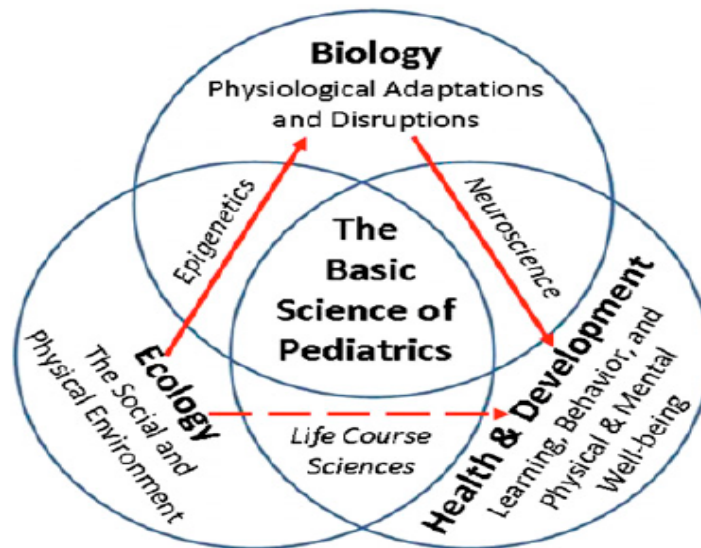 Biology
Physiological Adaptations
and Disruptions
Epigenetics
Neuroscience
The
Basic
Science of
Pediatrics
Ecology
The Social and
Physical Environment
Life Course
Sciences
Health & Development
Learning, Behavior, and
Physical & Mental
Well-being